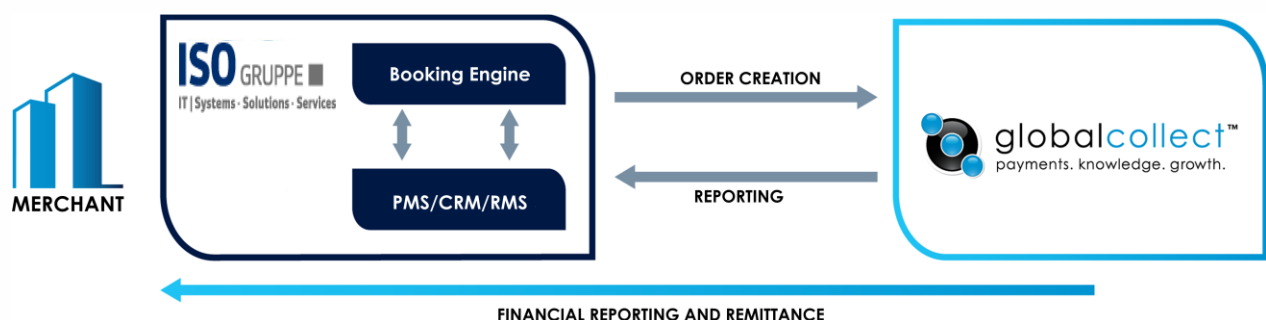 MERCHANT
ISO GRUPPE
IT | Systems · Solutions · Services
Booking Engine
PMS/CRM/RMS
ORDER CREATION
REPORTING
globalcollect™
payments. knowledge. growth.
FINANCIAL REPORTING AND REMITTANCE